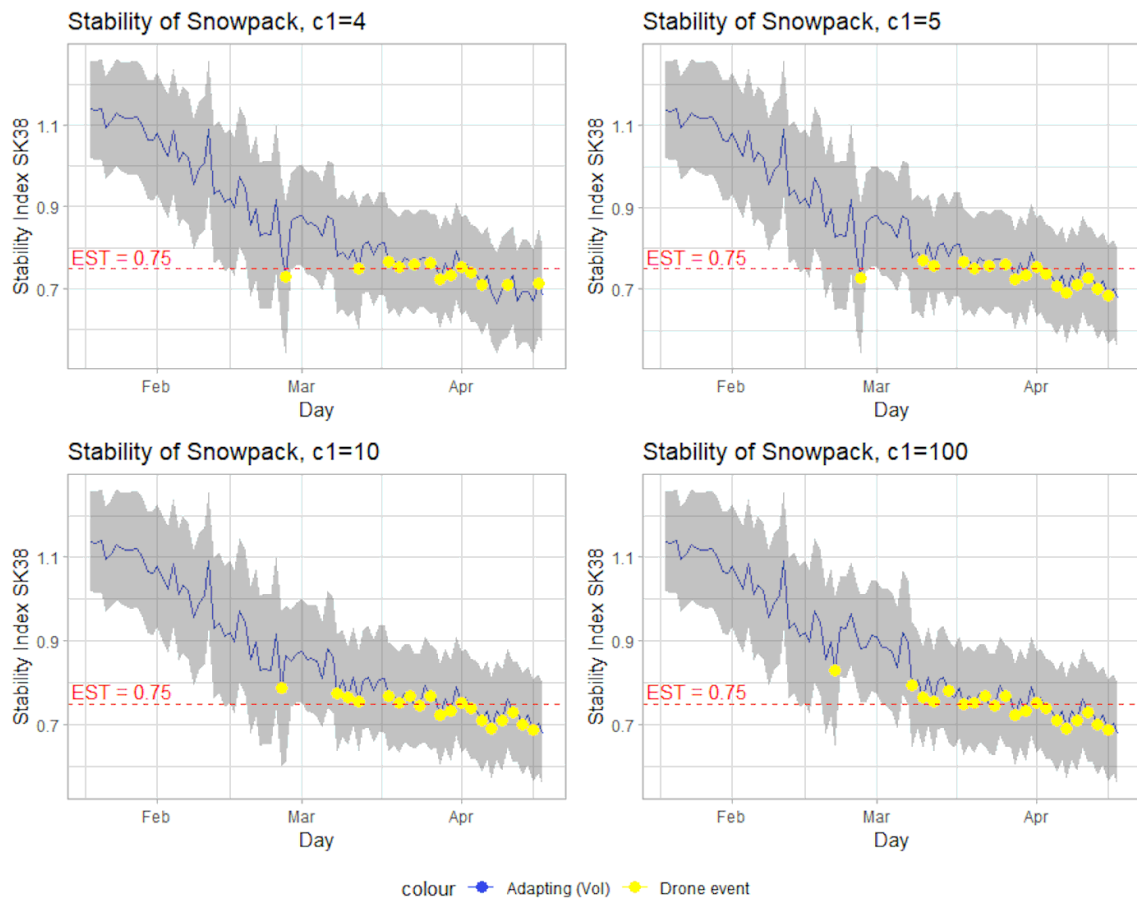 Stability of Snowpack, c1=4
Stability Index SK38
1.1
0.9
0.7
EST = 0.75
Feb
Mar
Apr
Day
Stability of Snowpack, c1=5
Stability Index SK38
1.1
0.9
0.7
EST = 0.75
Feb
Mar
Apr
Day
Stability of Snowpack, c1=10
Stability Index SK38
1.1
0.9
0.7
EST = 0.75
Feb
Mar
Apr
Day
Stability of Snowpack, c1=100
Stability Index SK38
1.1
0.9
0.7
EST = 0.75
Feb
Mar
Apr
Day
colour Adapting (Vol) Drone event